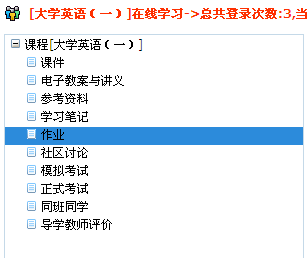 [大学英语（一）]在线学习->总共登录次数:3,当
课程[大学英语（一）]
课件
电子教案与讲义
参考资料
学习笔记
作业
社区讨论
模拟考试
正式考试
同班同学
导学教师评价